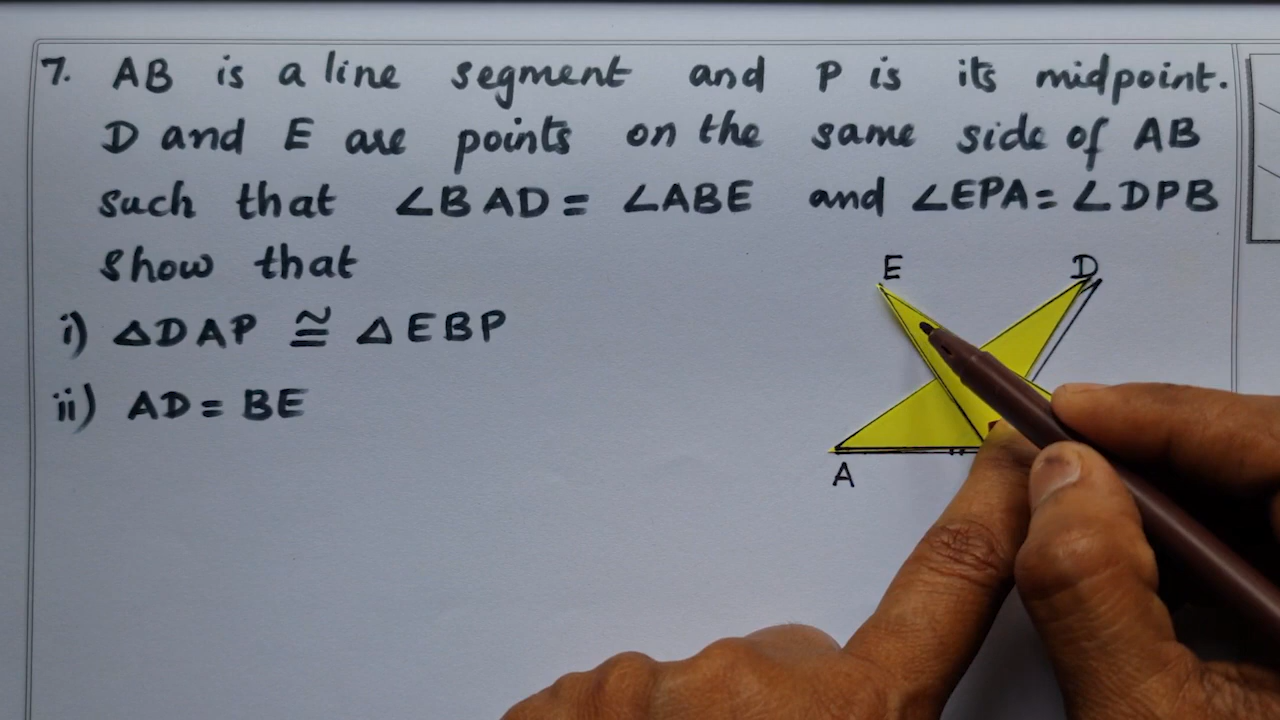 7. AB is a line segment and P is its midpoint.
D and E are points on the same side of AB
such that ∠BAD = ∠ABE and ∠EPA = ∠DPB
show that
i) △DAP ≅ △EBP
ii) AD = BE
E D
A